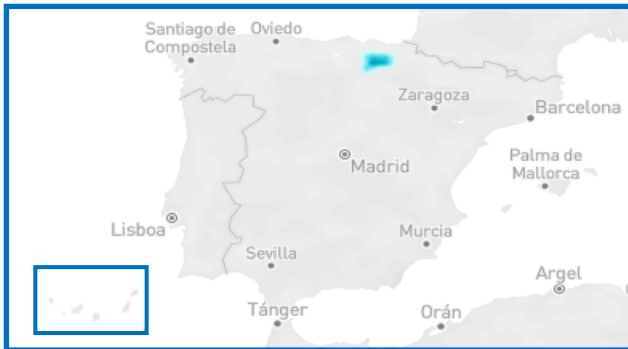 Santiago de
Compostela
Oviedo
Zaragoza
Barcelona
Madrid
Palma de
Mallorca
Lisboa
Murcia
Sevilla
Argel
Tánger
Orán